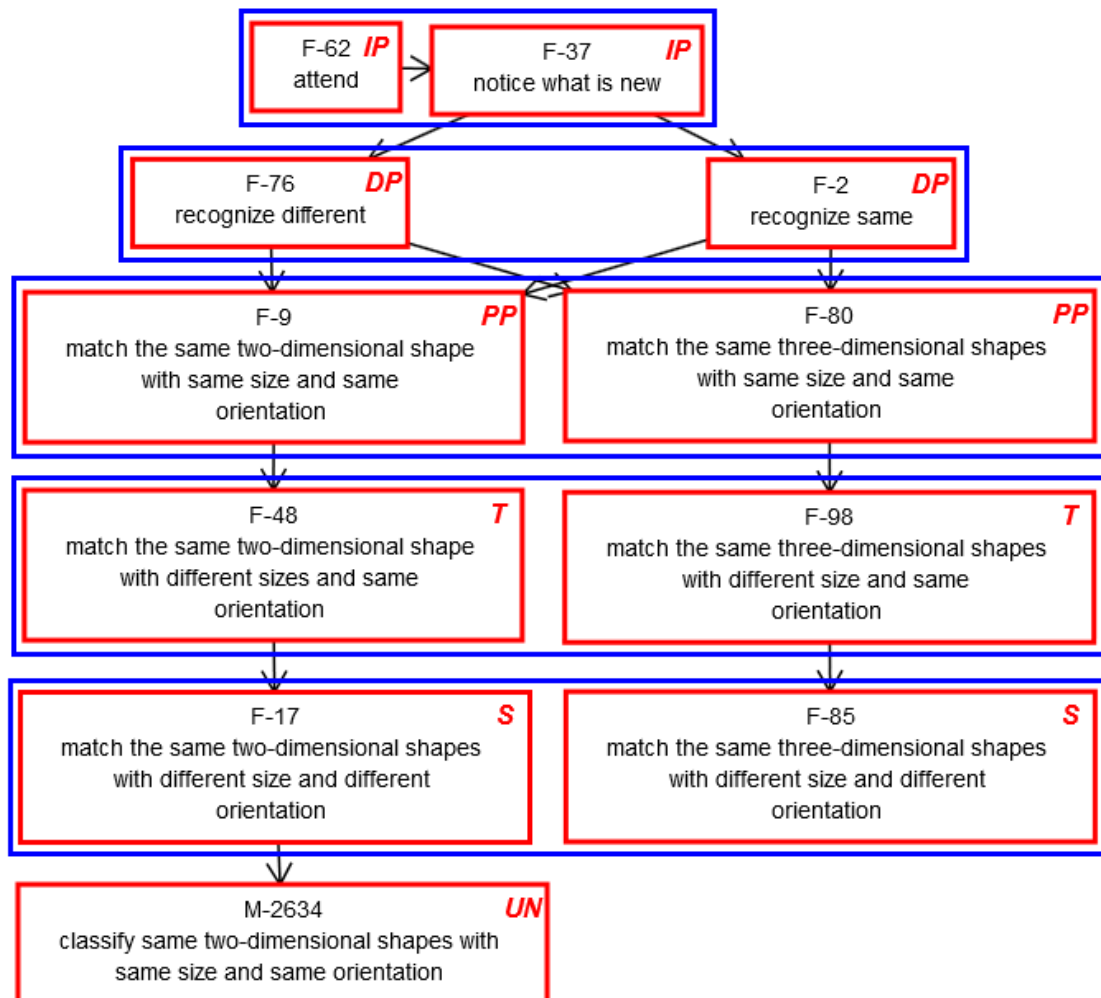 F-62 IP
attend
F-37 IP
notice what is new
F-76 DP
recognize different
F-2 DP
recognize same
F-9 PP
match the same two-dimensional shape
with same size and same
orientation
F-80 PP
match the same three-dimensional shapes
with same size and same
orientation
F-48 T
match the same two-dimensional shape
with different sizes and same
orientation
F-98 T
match the same three-dimensional shapes
with different size and same
orientation
F-17 S
match the same two-dimensional shapes
with different size and different
orientation
F-85 S
match the same three-dimensional shapes
with different size and different
orientation
M-2634 UN
classify same two-dimensional shapes with
same size and same orientation